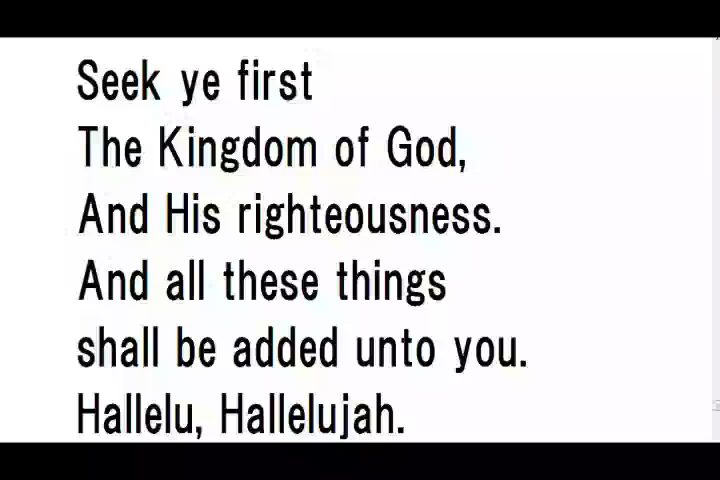 Seek ye first
The Kingdom of God,
And His righteousness.
And all these things
shall be added unto you.
Hallelu, Hallelujah.